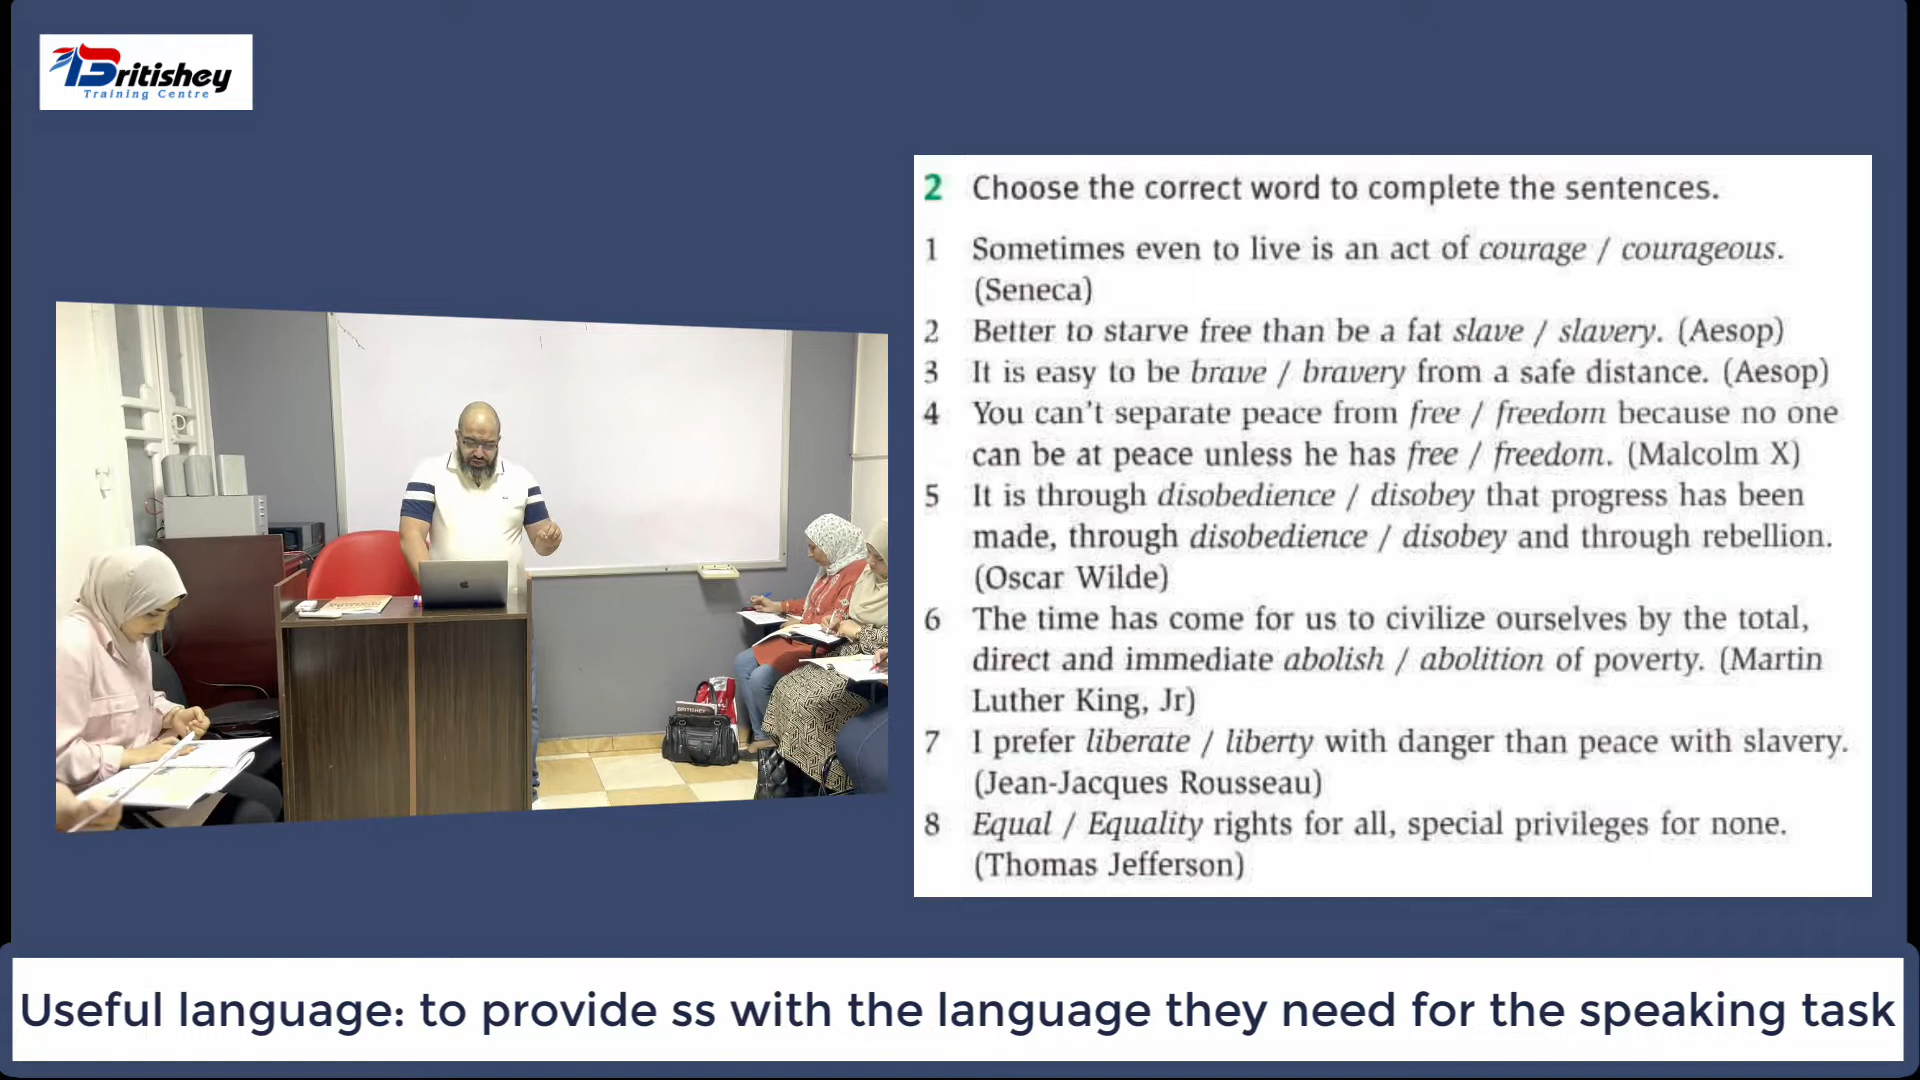 Britishey
Training Centre
2 Choose the correct word to complete the sentences.
1 Sometimes even to live is an act of courage / courageous.
(Seneca)
2 Better to starve free than be a fat slave / slavery. (Aesop)
3 It is easy to be brave / bravery from a safe distance. (Aesop)
4 You can't separate peace from free / freedom because no one
can be at peace unless he has free / freedom. (Malcolm X)
5 It is through disobedience / disobey that progress has been
made, through disobedience / disobey and through rebellion.
(Oscar Wilde)
6 The time has come for us to civilize ourselves by the total,
direct and immediate abolish / abolition of poverty. (Martin
Luther King, Jr)
7 I prefer liberate / liberty with danger than peace with slavery.
(Jean-Jacques Rousseau)
8 Equal / Equality rights for all, special privileges for none.
(Thomas Jefferson)
BRITISHEY
Useful language: to provide ss with the language they need for the speaking task